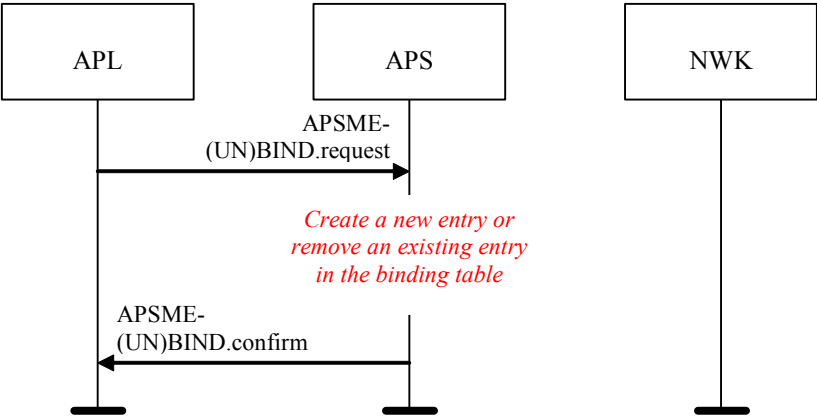 APL
APS
NWK
APSME-
(UN)BIND.request
Create a new entry or
remove an existing entry
in the binding table
APSME-
(UN)BIND.confirm